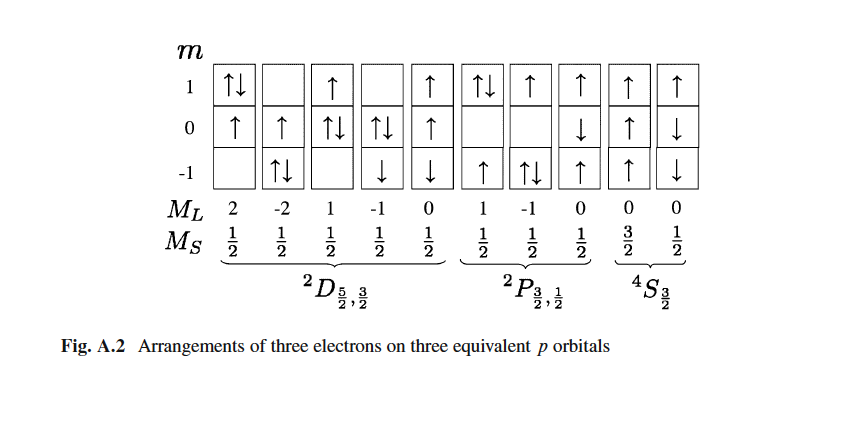 m
1 ↑↓ ↑ ↑ ↑↓ ↑ ↑ ↑ ↑
0 ↑ ↑ ↑↓ ↑↓ ↑ ↓ ↑ ↓
-1 ↑↓ ↓ ↓ ↑ ↑↓ ↑ ↑ ↓
M_L 2 -2 1 -1 0 1 -1 0 0 0
M_S 1/2 1/2 1/2 1/2 1/2 1/2 1/2 1/2 3/2 1/2
²D_{5/2, 3/2} ²P_{3/2, 1/2} ⁴S_{3/2}
Fig. A.2 Arrangements of three electrons on three equivalent p orbitals